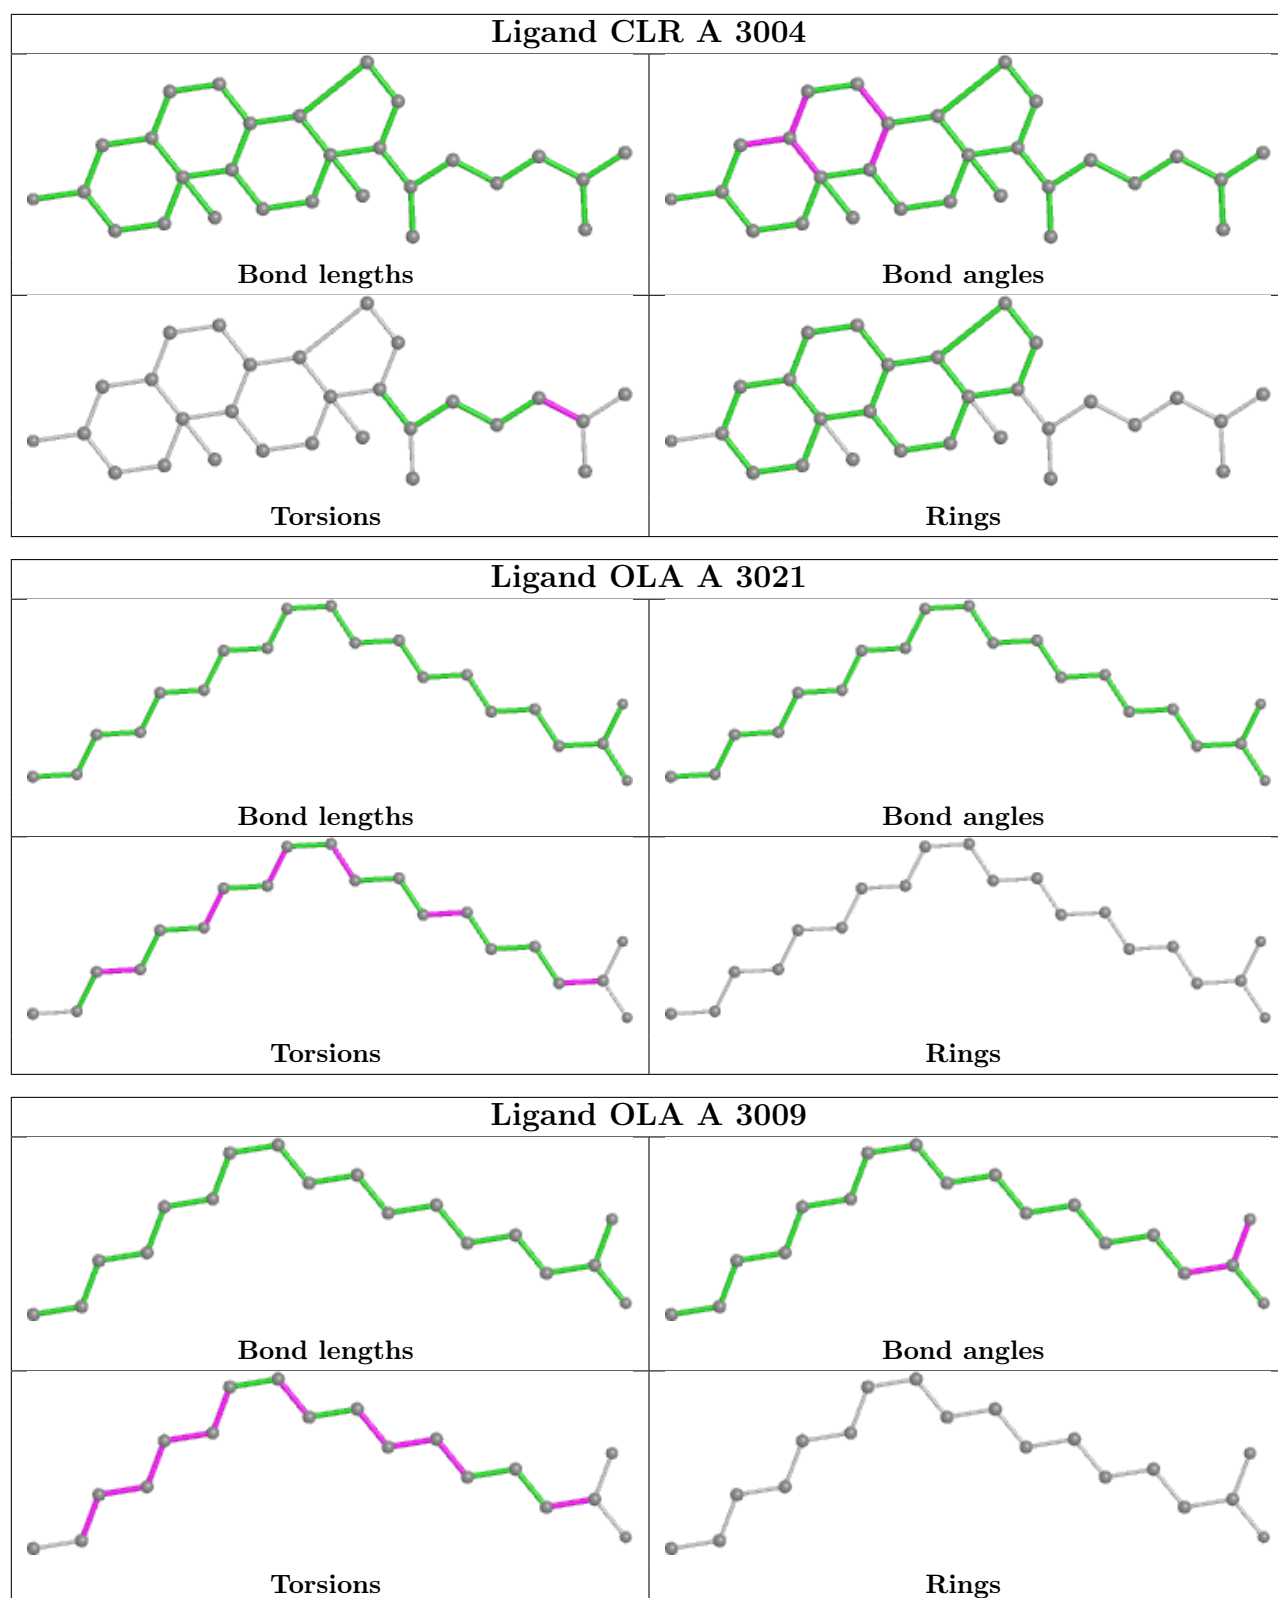 Ligand CLR A 3004
Bond lengths
Bond angles
Torsions
Rings
Ligand OLA A 3021
Bond lengths
Bond angles
Torsions
Rings
Ligand OLA A 3009
Bond lengths
Bond angles
Torsions
Rings